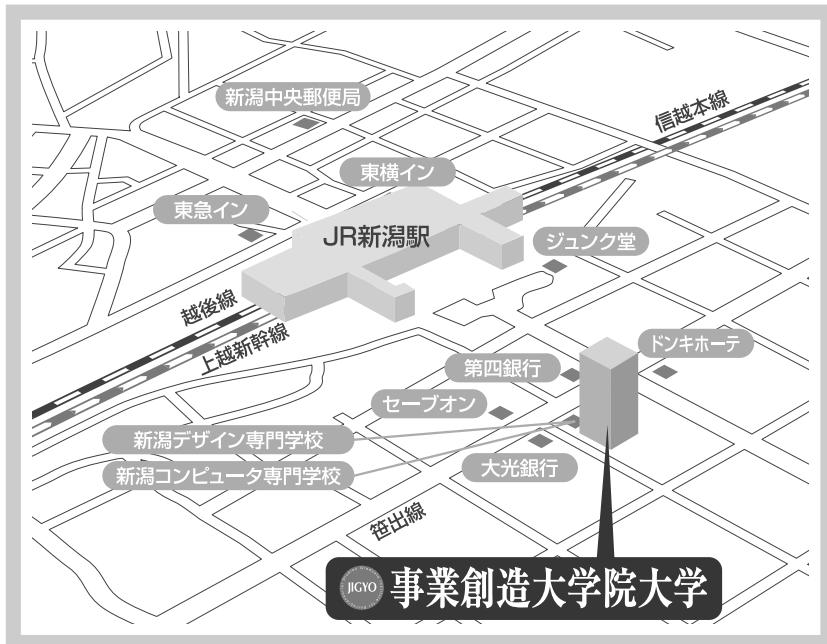 新潟中央郵便局
信越本線
東横イン
東急イン
JR新潟駅
ジュンク堂
越後線
上越新幹線
ドンキホーテ
第四銀行
セーブオン
新潟デザイン専門学校
大光銀行
新潟コンピュータ専門学校
笹出線
JIGYO
事業創造大学院大学